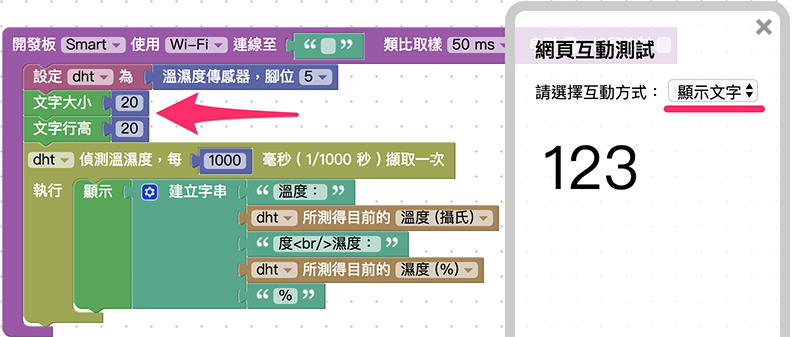 開發板 Smart 使用 Wi-Fi 連線至 “ ” 類比取樣 50 ms
設定 dht 為 溫濕度傳感器，腳位 5
文字大小 20
文字行高 20
dht 偵測溫濕度，每 1000 毫秒 ( 1/1000 秒 ) 擷取一次
執行 顯示 建立字串 “ 溫度： ”
dht 所測得目前的 溫度 (攝氏)
“ 度<br/>濕度： ”
dht 所測得目前的 濕度 (%)
“ % ”
網頁互動測試
請選擇互動方式： 顯示文字
123